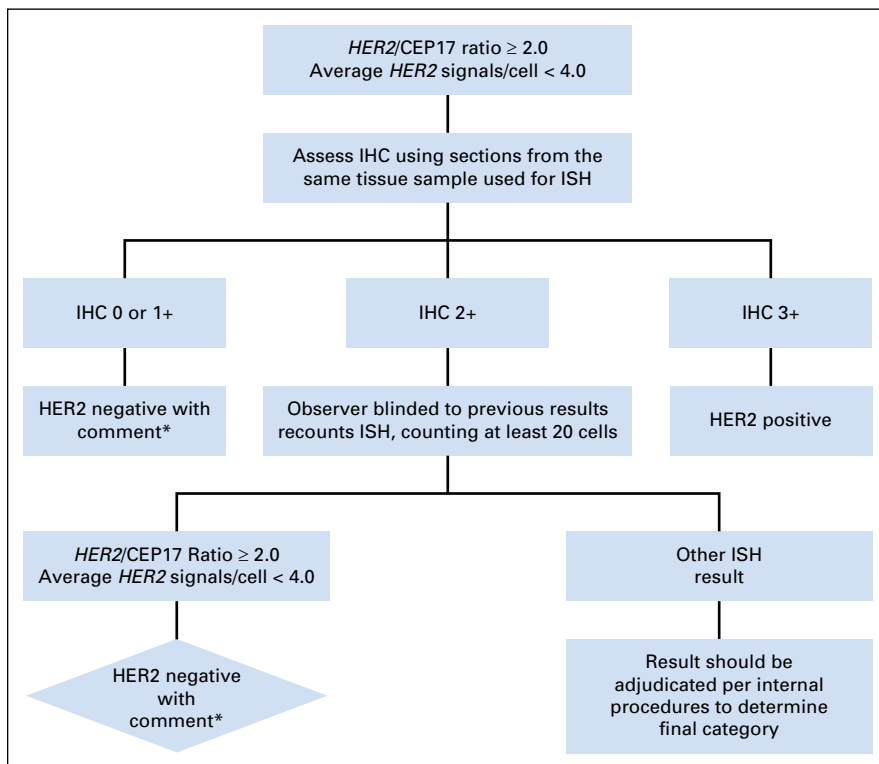 HER2/CEP17 ratio ≥ 2.0
Average HER2 signals/cell < 4.0
Assess IHC using sections from the
same tissue sample used for ISH
IHC 0 or 1+
IHC 2+
IHC 3+
HER2 negative with
comment*
Observer blinded to previous results
recounts ISH, counting at least 20 cells
HER2 positive
HER2/CEP17 Ratio ≥ 2.0
Average HER2 signals/cell < 4.0
Other ISH
result
HER2 negative
with
comment*
Result should be
adjudicated per internal
procedures to determine
final category